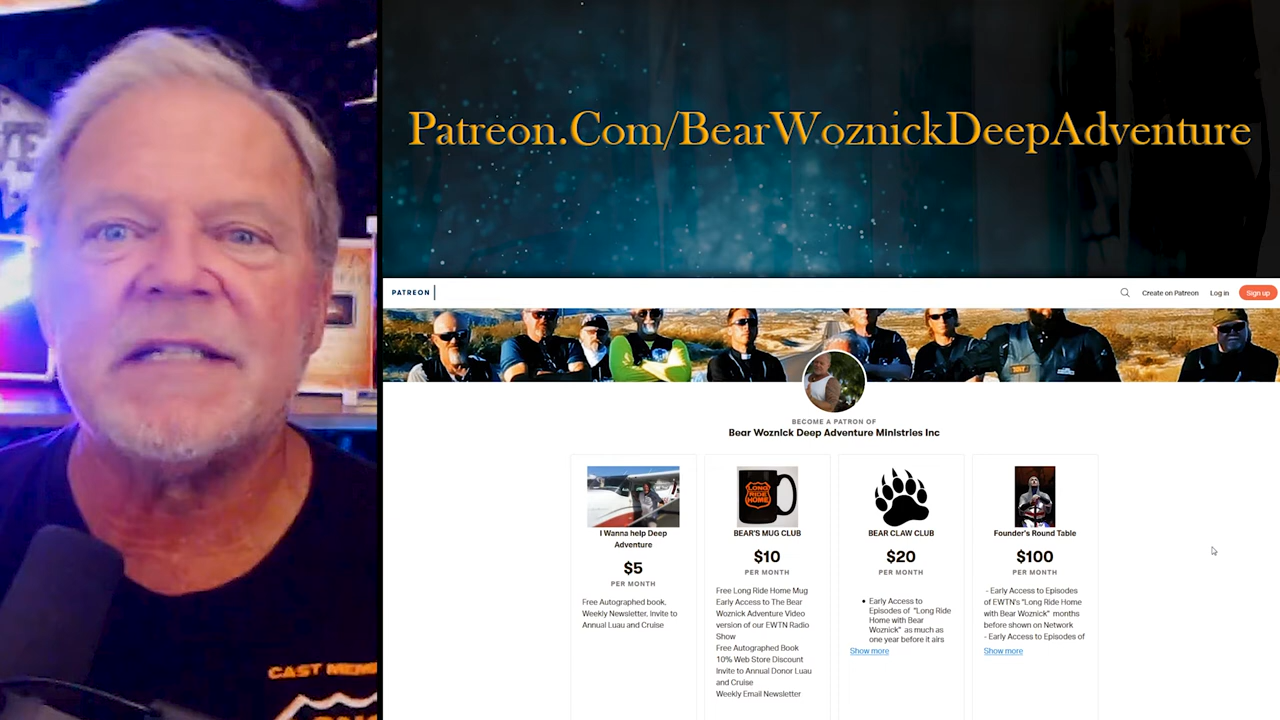 Patreon.Com/BearWoznickDeepAdventure
PATREON
Create on Patreon
Log in
Sign up
BECOME A PATRON OF
Bear Woznick Deep Adventure Ministries Inc
I Wanna help Deep
Adventure
$5
PER MONTH
Free Autographed book,
Weekly Newsletter, Invite to
Annual Luau and Cruise
LONG
RIDE
HOME
BEAR'S MUG CLUB
$10
PER MONTH
Free Long Ride Home Mug
Early Access to The Bear
Woznick Adventure Video
version of our EWTN Radio
Show
Free Autographed Book
10% Web Store Discount
Invite to Annual Donor Luau
and Cruise
Weekly Email Newsletter
BEAR CLAW CLUB
$20
PER MONTH
• Early Access to
Episodes of "Long Ride
Home with Bear
Woznick" as much as
one year before it airs
Show more
Founder's Round Table
$100
PER MONTH
- Early Access to Episodes
of EWTN's "Long Ride Home
with Bear Woznick" months
before shown on Network
- Early Access to Episodes of
Show more
CAST MEM